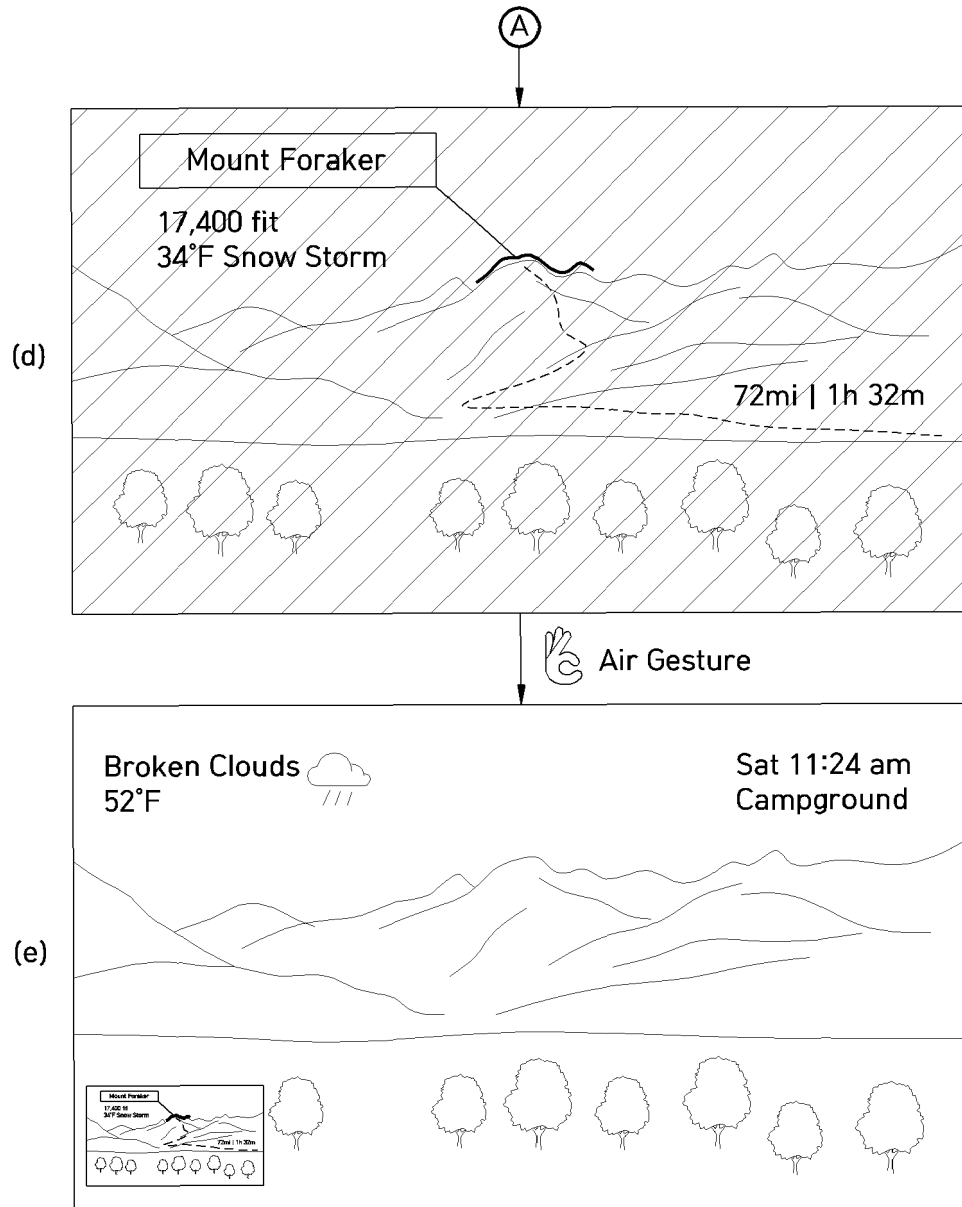 A
Mount Foraker
17,400 fit
34°F Snow Storm
(d)
72mi | 1h 32m
Air Gesture
Broken Clouds
52°F
Sat 11:24 am
Campground
(e)
Mount Foraker
17,400 fit
34°F Snow Storm
72mi | 1h 32m